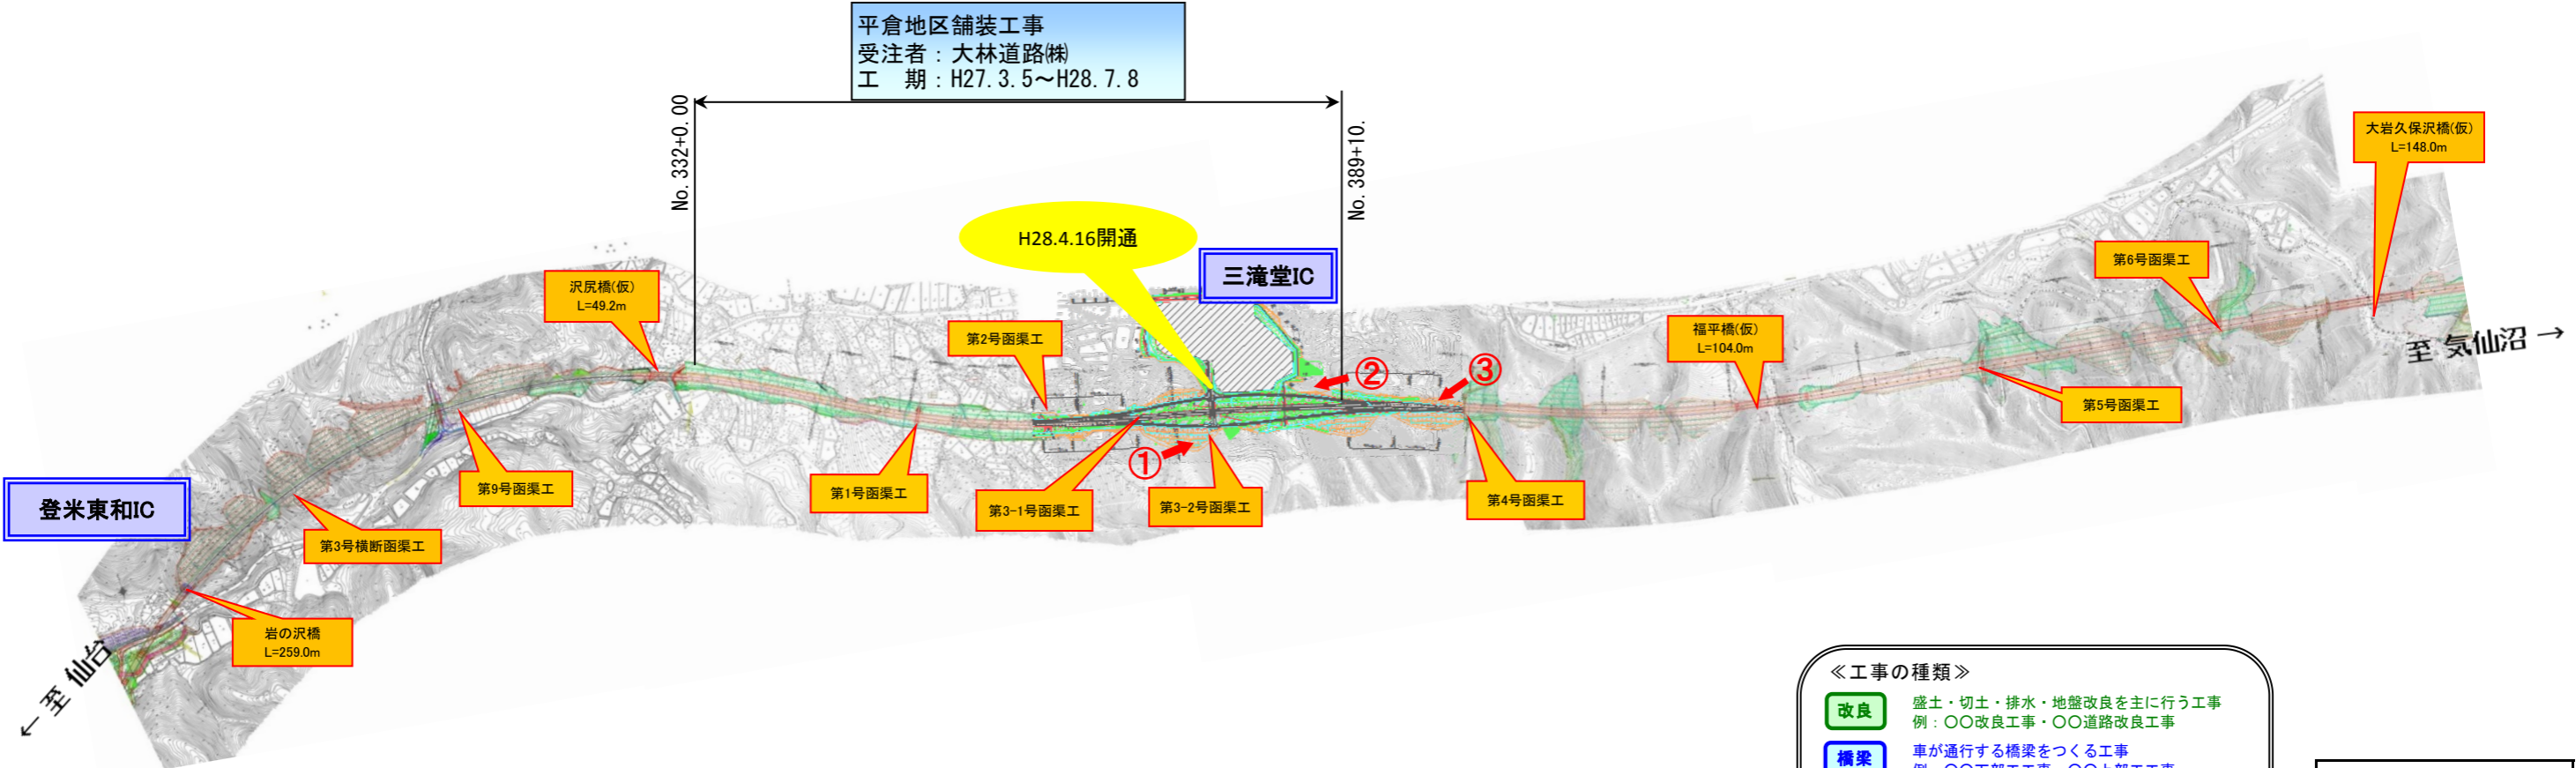 平倉地区舗装工事
受注者：大林道路㈱
工　期：H27.3.5～H28.7.8
No.332+0.00
No.389+10.
大岩久保沢橋(仮)
L=148.0m
H28.4.16開通
三滝堂IC
第6号函渠工
沢尻橋(仮)
L=49.2m
第2号函渠工
福平橋(仮)
L=104.0m
至 気仙沼 →
②
③
第5号函渠工
①
登米東和IC
第9号函渠工
第1号函渠工
第3-1号函渠工
第3-2号函渠工
第4号函渠工
第3号横断函渠工
岩の沢橋
L=259.0m
← 至 仙台
≪工事の種類≫
改良
盛土・切土・排水・地盤改良を主に行う工事
例：〇〇改良工事・〇〇道路改良工事
橋梁
車が通行する橋梁をつくる工事